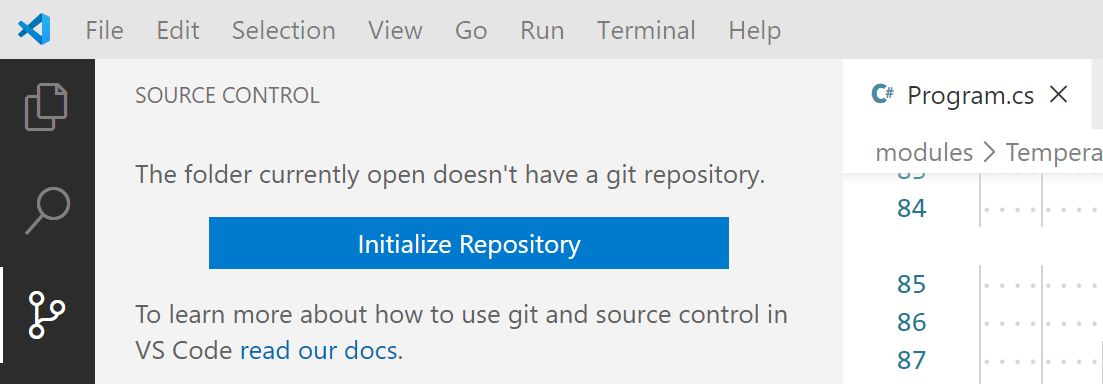 File Edit Selection View Go Run Terminal Help
SOURCE CONTROL
The folder currently open doesn't have a git repository.
Initialize Repository
To learn more about how to use git and source control in
VS Code read our docs.
C# Program.cs
modules > Tempera
84
85
86
87